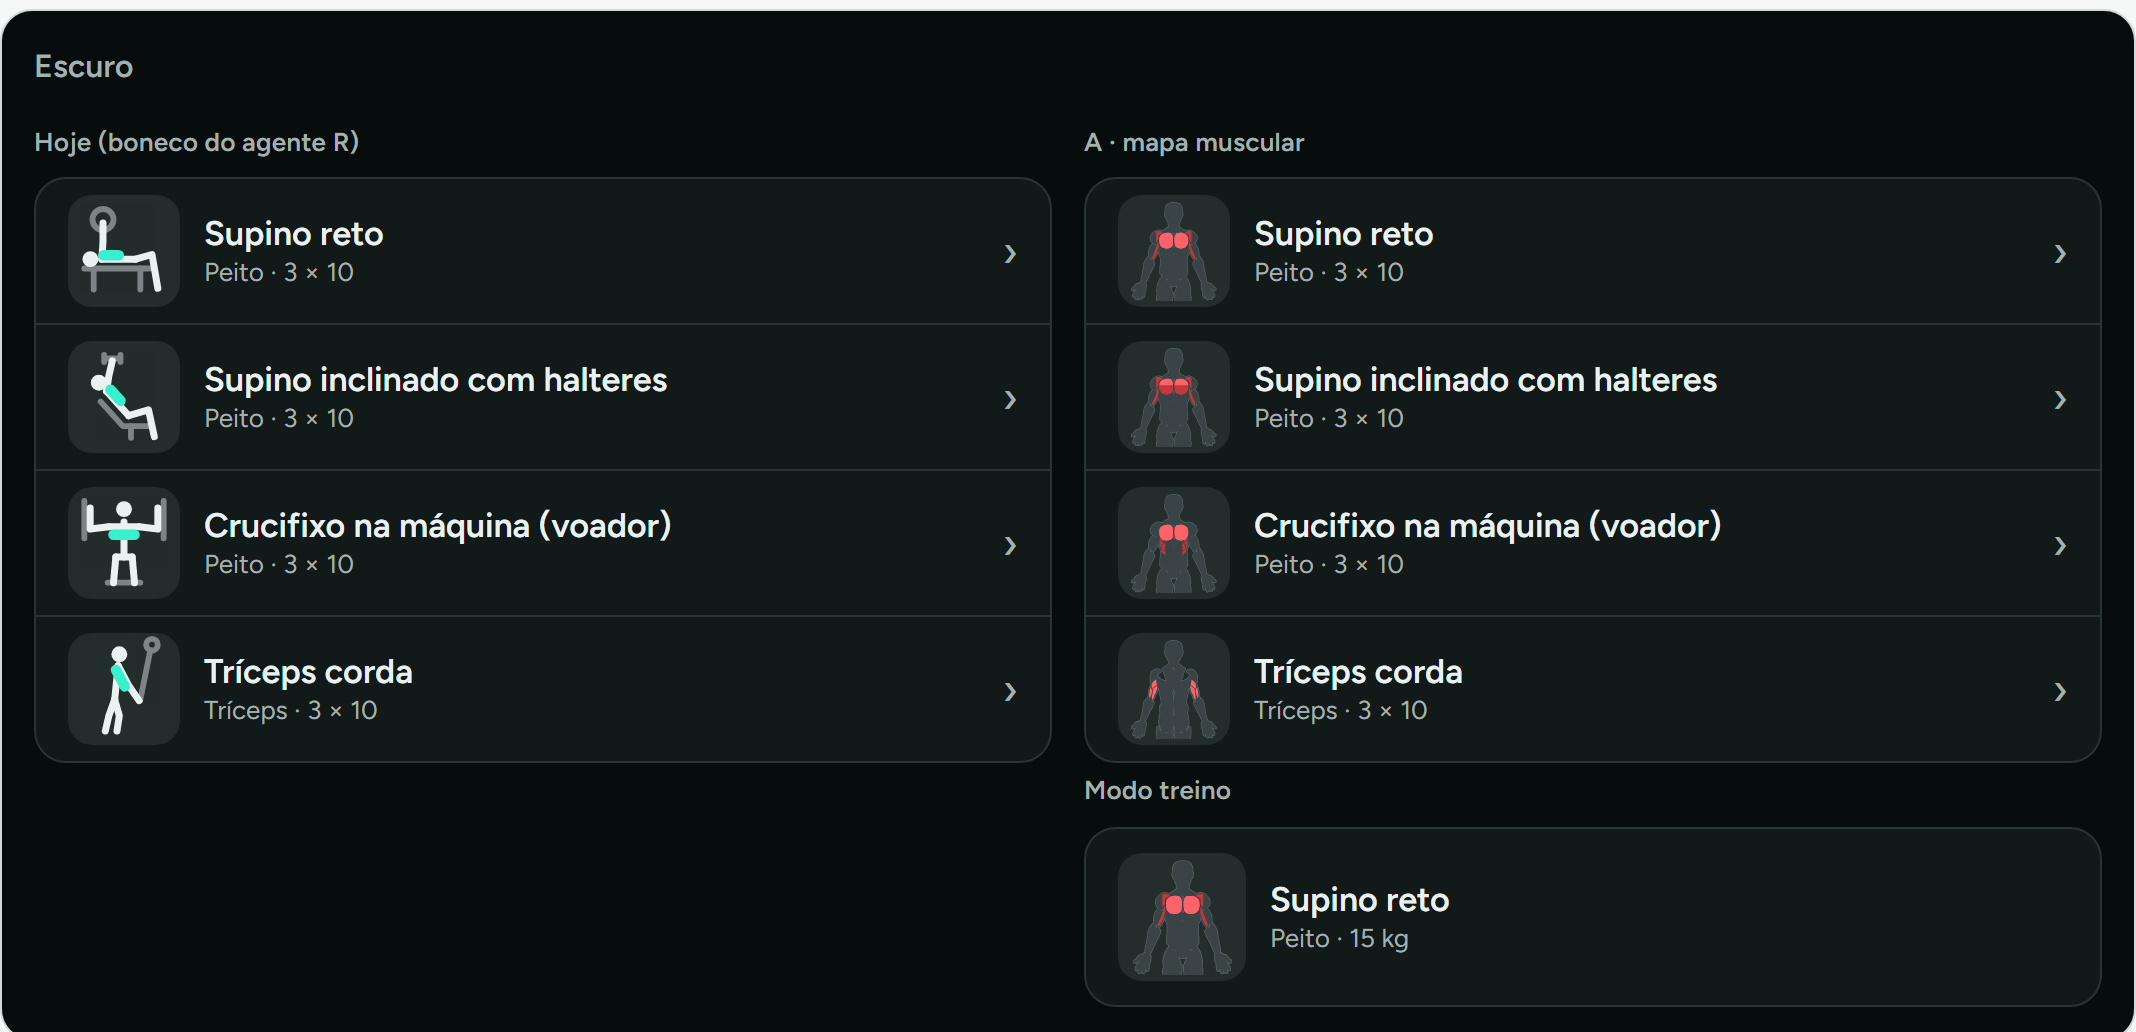 Escuro
Hoje (boneco do agente R)
Supino reto
Peito · 3 × 10
Supino inclinado com halteres
Peito · 3 × 10
Crucifixo na máquina (voador)
Peito · 3 × 10
Tríceps corda
Tríceps · 3 × 10
A · mapa muscular
Supino reto
Peito · 3 × 10
Supino inclinado com halteres
Peito · 3 × 10
Crucifixo na máquina (voador)
Peito · 3 × 10
Tríceps corda
Tríceps · 3 × 10
Modo treino
Supino reto
Peito · 15 kg